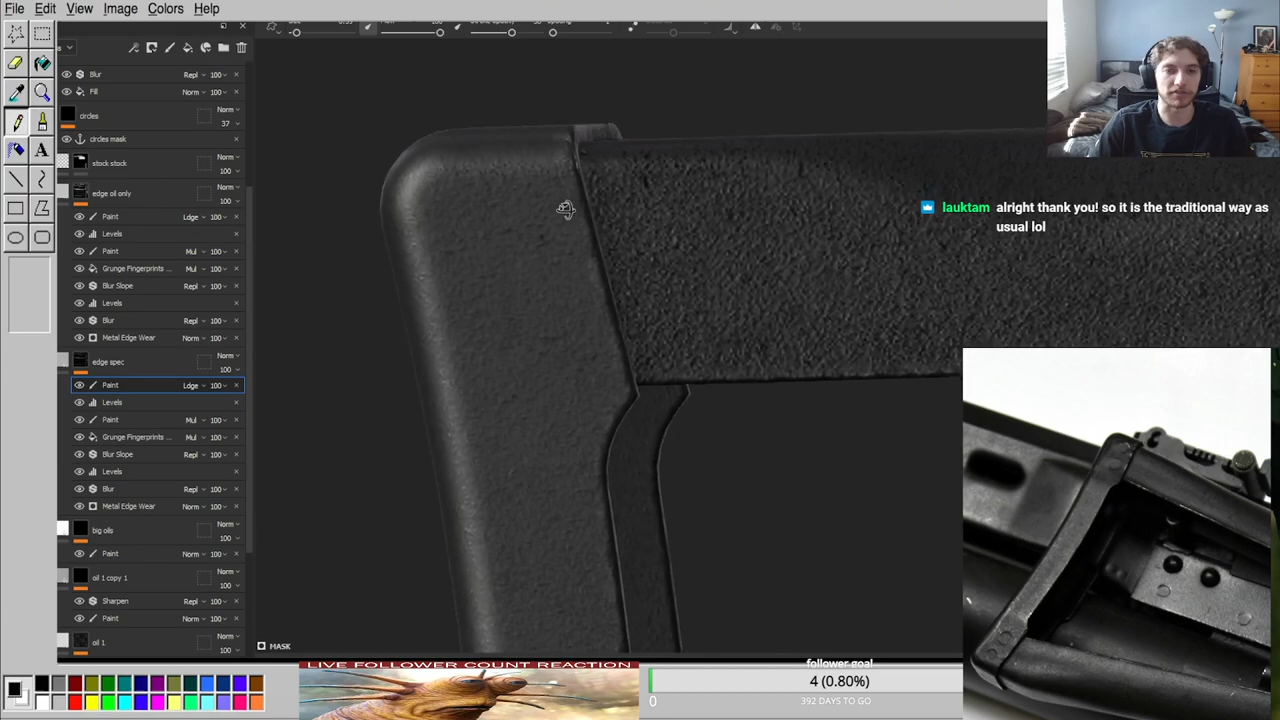 File Edit View Image Colors Help
Blur Repl 100
Fill Norm 100
circles Norm 37
circles mask
stock stock Norm 100
edge oil only Norm 100
Paint Ldge 100
Levels
Paint Mul 100
Grunge Fingerprints ... Mul 100
Blur Slope Repl 100
Levels
Blur Repl 100
Metal Edge Wear Norm 100
edge spec Norm 100
Paint Ldge 100
Levels
Paint Mul 100
Grunge Fingerprints ... Mul 100
Blur Slope Repl 100
Levels
Blur Repl 100
Metal Edge Wear Norm 100
big oils Norm 100
Paint Norm 100
oil 1 copy 1 Norm 100
Sharpen Repl 100
Paint Norm 100
oil 1 Norm 100
MASK
lauktam alright thank you! so it is the traditional way as
usual lol
LIVE FOLLOWER COUNT REACTION
follower goal
4 (0.80%)
0
392 DAYS TO GO